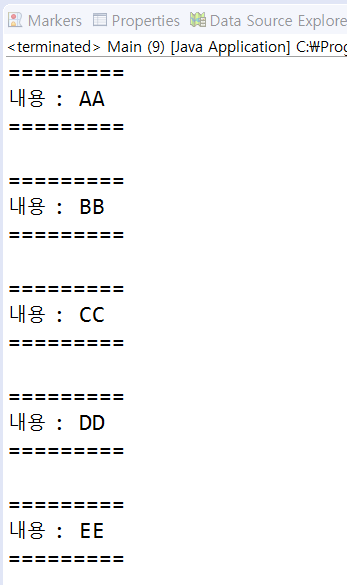 Markers Properties Data Source Explore
<terminated> Main (9) [Java Application] C:₩Prog
=========
내용 : AA
=========
=========
내용 : BB
=========
=========
내용 : CC
=========
=========
내용 : DD
=========
=========
내용 : EE
=========